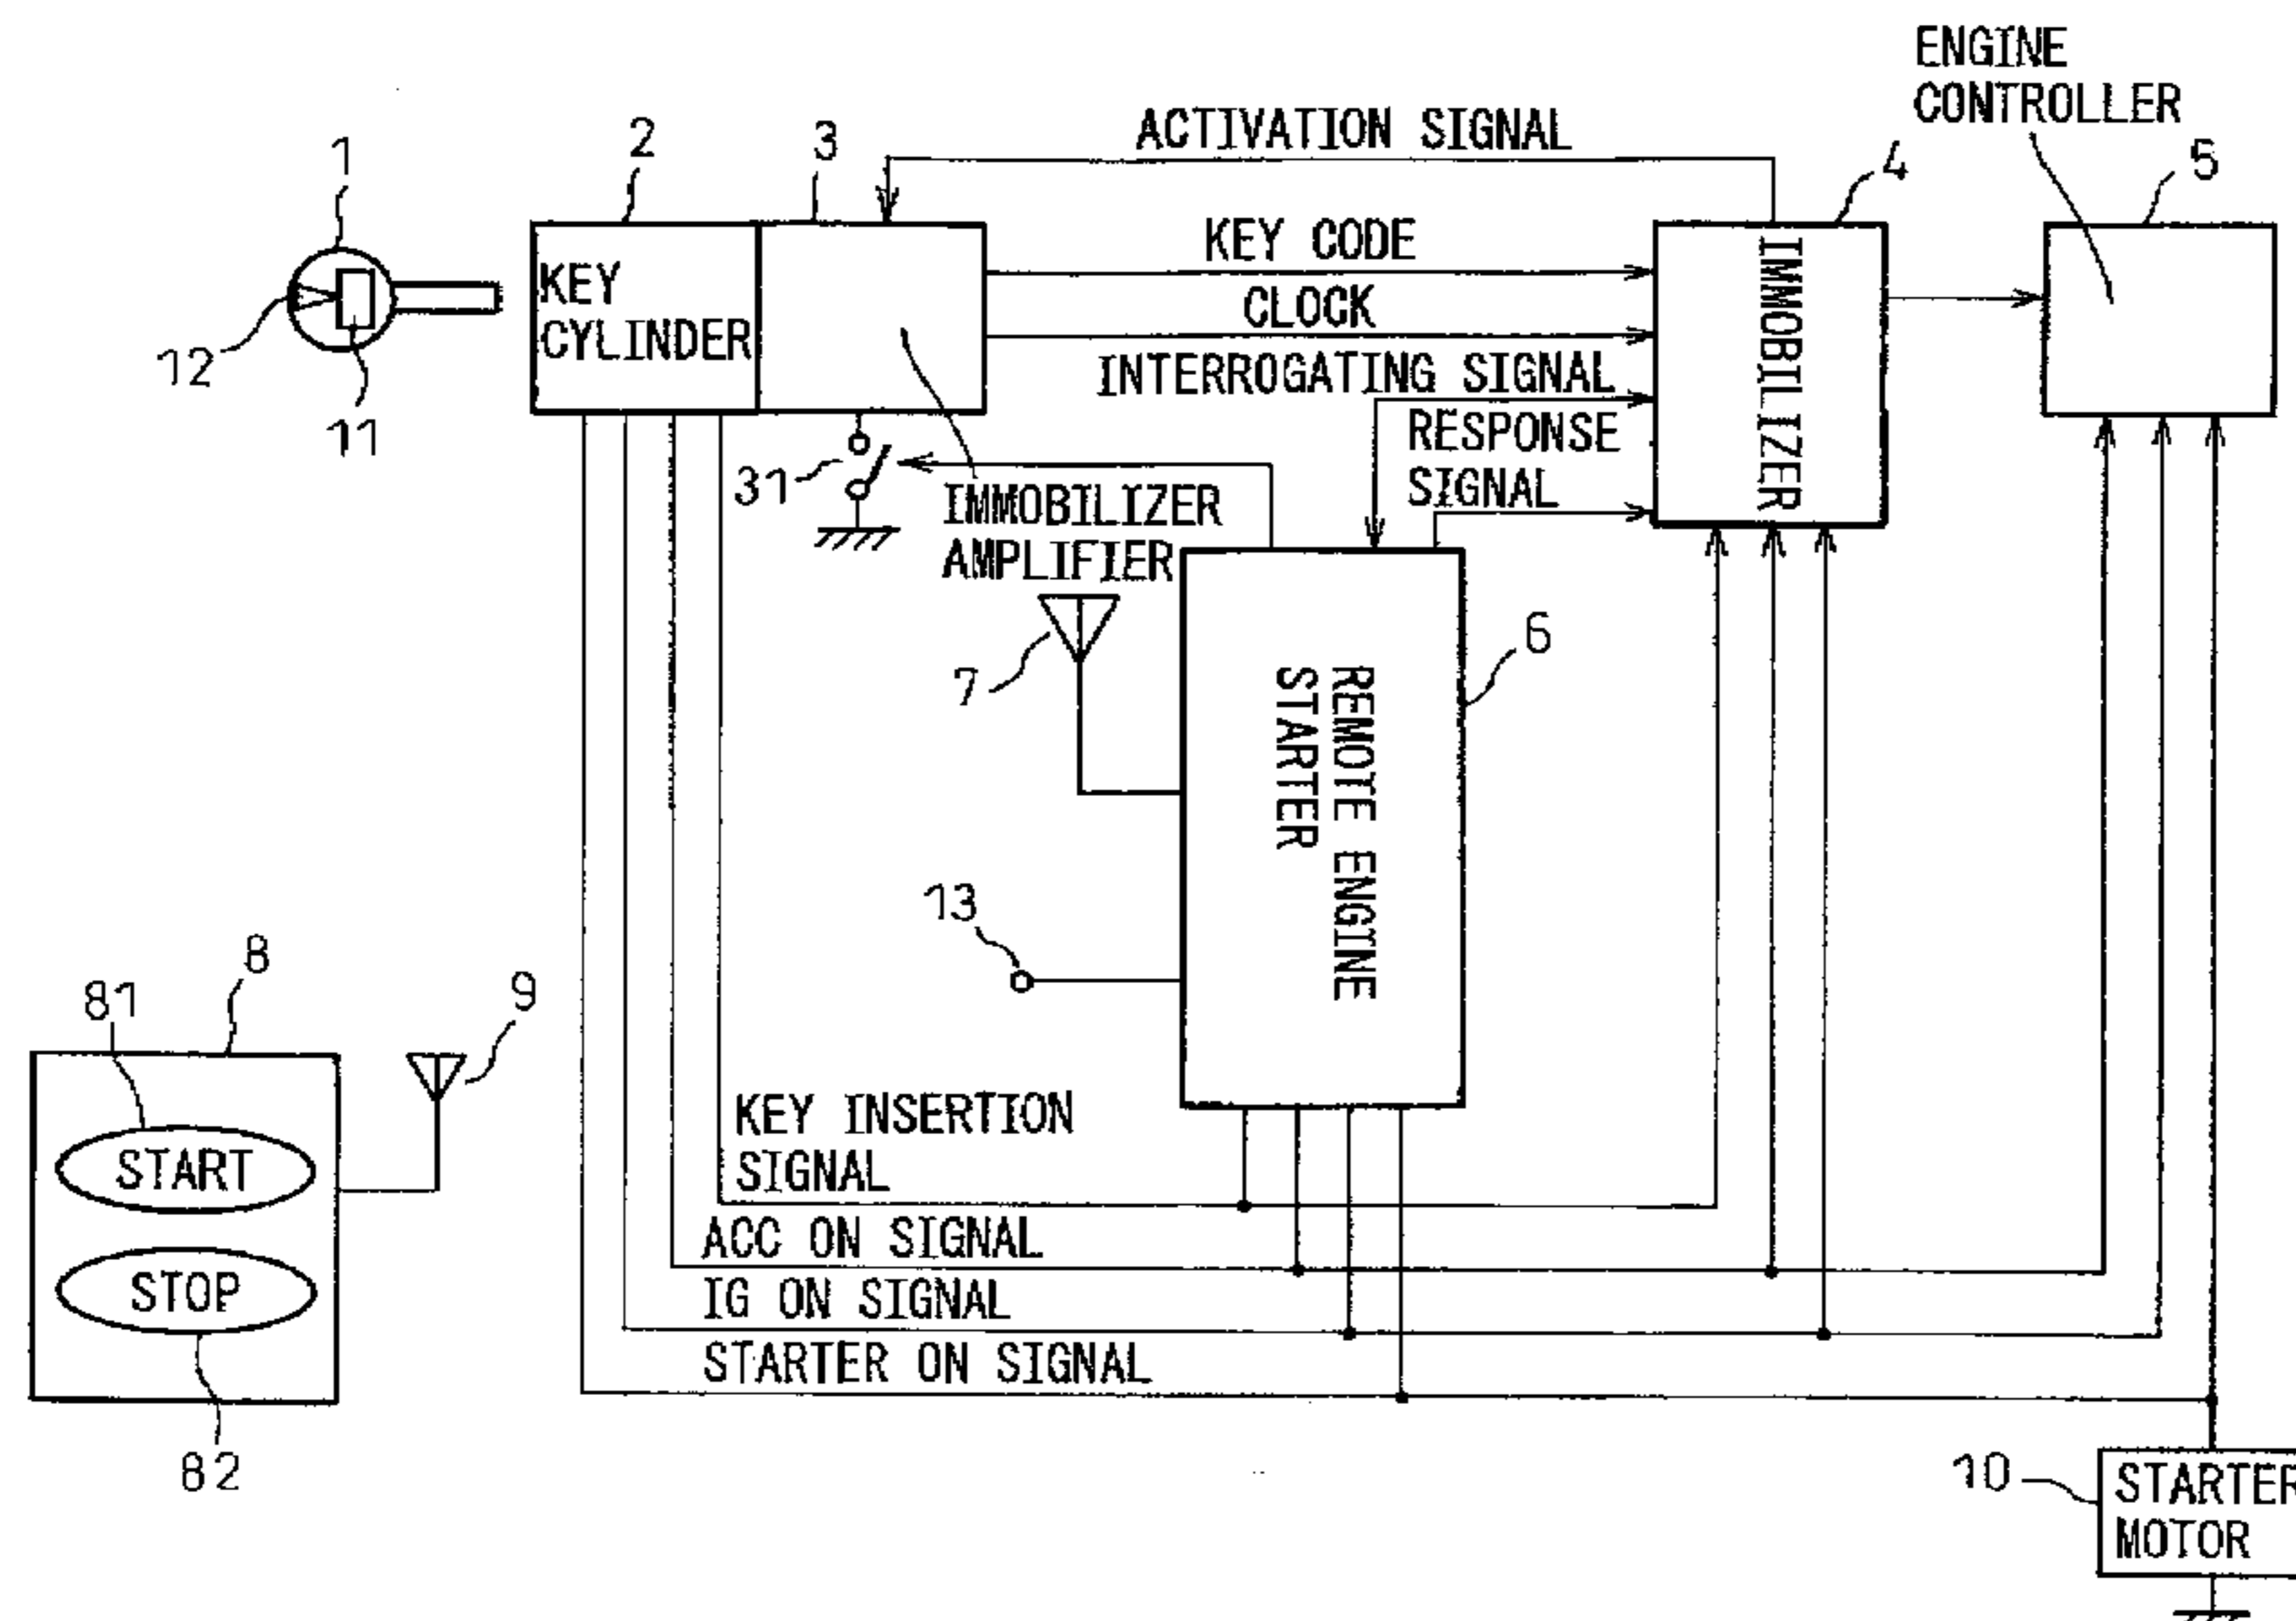 ENGINE
CONTROLLER
ACTIVATION SIGNAL
1
2
3
4
5
KEY CODE
KEY
CYLINDER
CLOCK
IMMOBILIZER
12
11
INTERROGATING SIGNAL
RESPONSE
SIGNAL
31
IMMOBILIZER
AMPLIFIER
7
6
REMOTE ENGINE
STARTER
13
8
81
9
START
STOP
82
KEY INSERTION
SIGNAL
ACC ON SIGNAL
IG ON SIGNAL
STARTER ON SIGNAL
10
STARTER
MOTOR